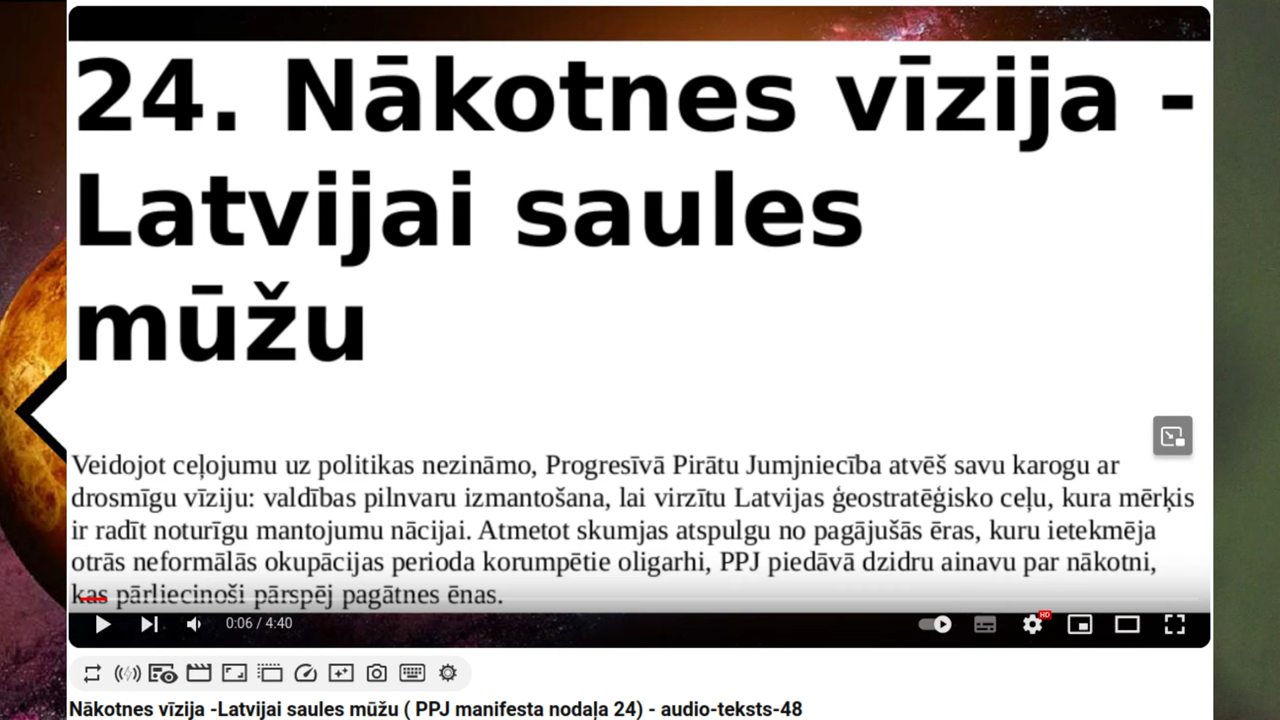 24. Nākotnes vīzija -
Latvijai saules
mūžu
Veidojot ceļojumu uz politikas nezināmo, Progresīvā Pirātu Jumjniecība atvēš savu karogu ar
drosmīgu vīziju: valdības pilnvaru izmantošana, lai virzītu Latvijas ģeostratēģisko ceļu, kura mērķis
ir radīt noturīgu mantojumu nācijai. Atmetot skumjas atspulgu no pagājušās ēras, kuru ietekmēja
otrās neformālās okupācijas perioda korumpētie oligarhi, PPJ piedāvā dzidru ainavu par nākotni,
kas pārliecinoši pārspēj pagātnes ēnas.
0:06 / 4:40
HD
Nākotnes vīzija -Latvijai saules mūžu ( PPJ manifesta nodaļa 24) - audio-teksts-48